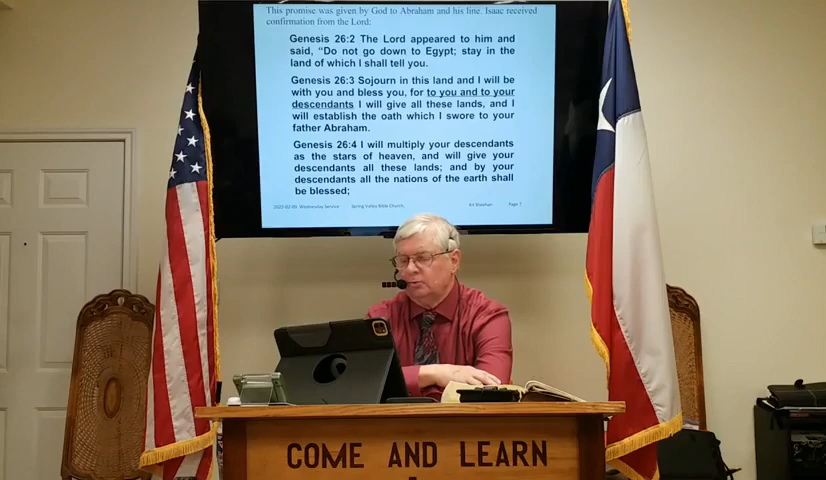 This promise was given by God to Abraham and his line. Isaac received
confirmation from the Lord:
Genesis 26:2 The Lord appeared to him and
said, "Do not go down to Egypt; stay in the
land of which I shall tell you.
Genesis 26:3 Sojourn in this land and I will be
with you and bless you, for to you and to your
descendants I will give all these lands, and I
will establish the oath which I swore to your
father Abraham.
Genesis 26:4 I will multiply your descendants
as the stars of heaven, and will give your
descendants all these lands; and by your
descendants all the nations of the earth shall
be blessed;
Wednesday Service Spring Valley Bible Church, Kit Sheehan Page 7
COME AND LEARN